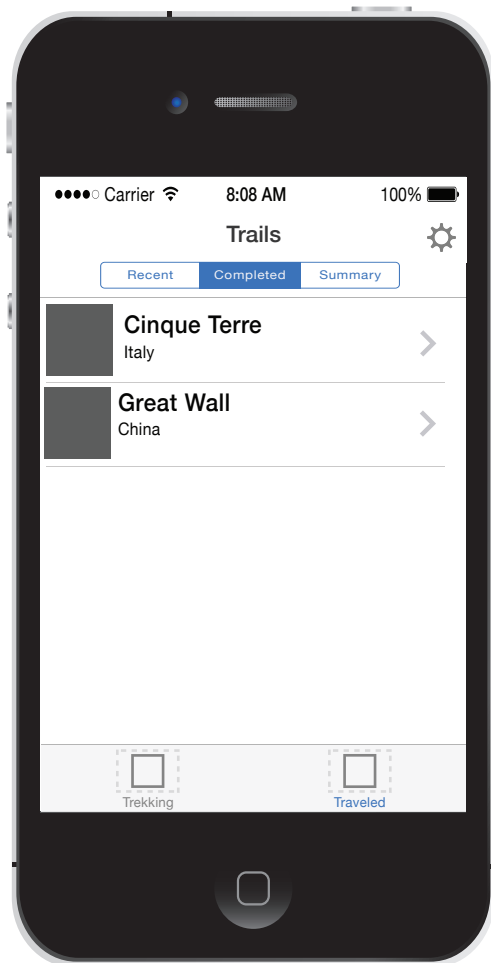 Carrier 8:08 AM 100%
Trails
Recent Completed Summary
Cinque Terre
Italy
Great Wall
China
Trekking Traveled